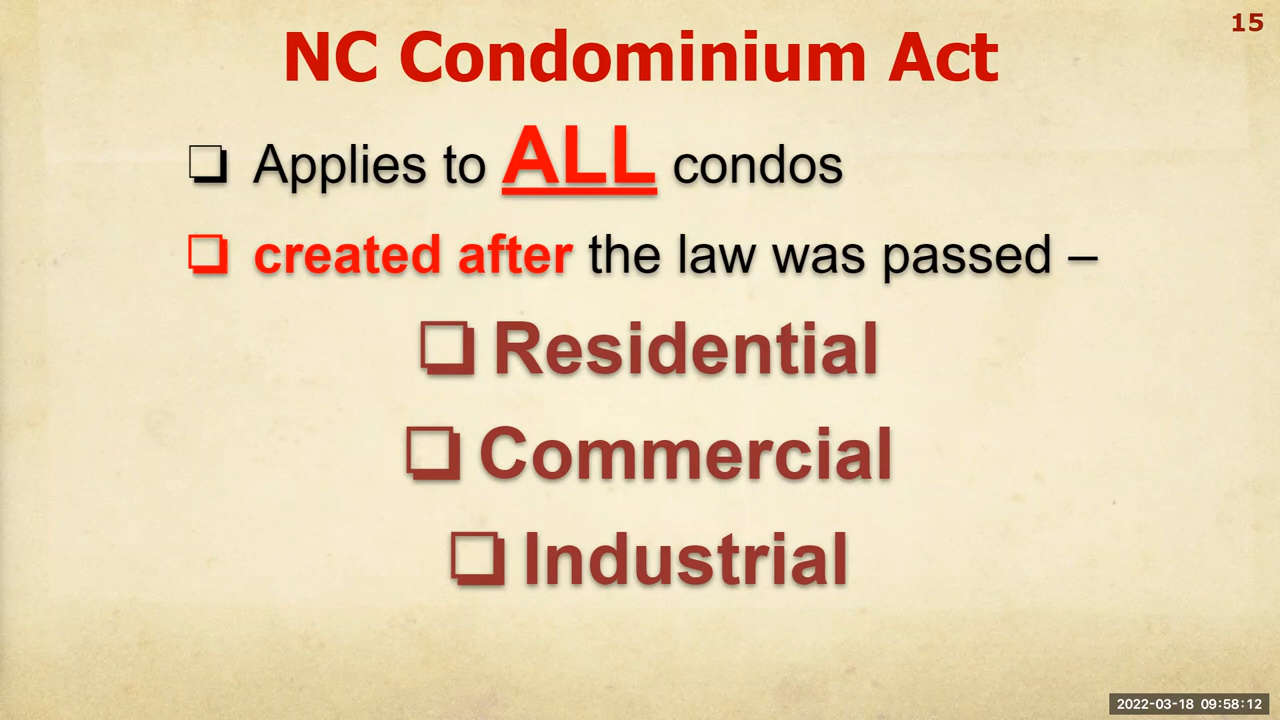 15
NC Condominium Act
❑ Applies to ALL condos
❑ created after the law was passed –
❑ Residential
❑ Commercial
❑ Industrial
2022-03-18 09:58:12